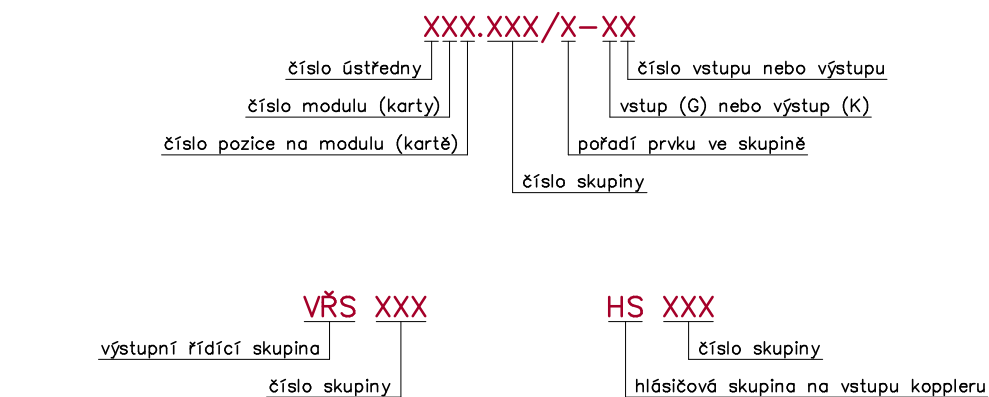 XXX.XXX/X-XX
číslo ústředny
číslo vstupu nebo výstupu
číslo modulu (karty)
vstup (G) nebo výstup (K)
číslo pozice na modulu (kartě)
pořadí prvku ve skupině
číslo skupiny
VŘS XXX
HS XXX
výstupní řídící skupina
číslo skupiny
číslo skupiny
hlásičová skupina na vstupu koppleru